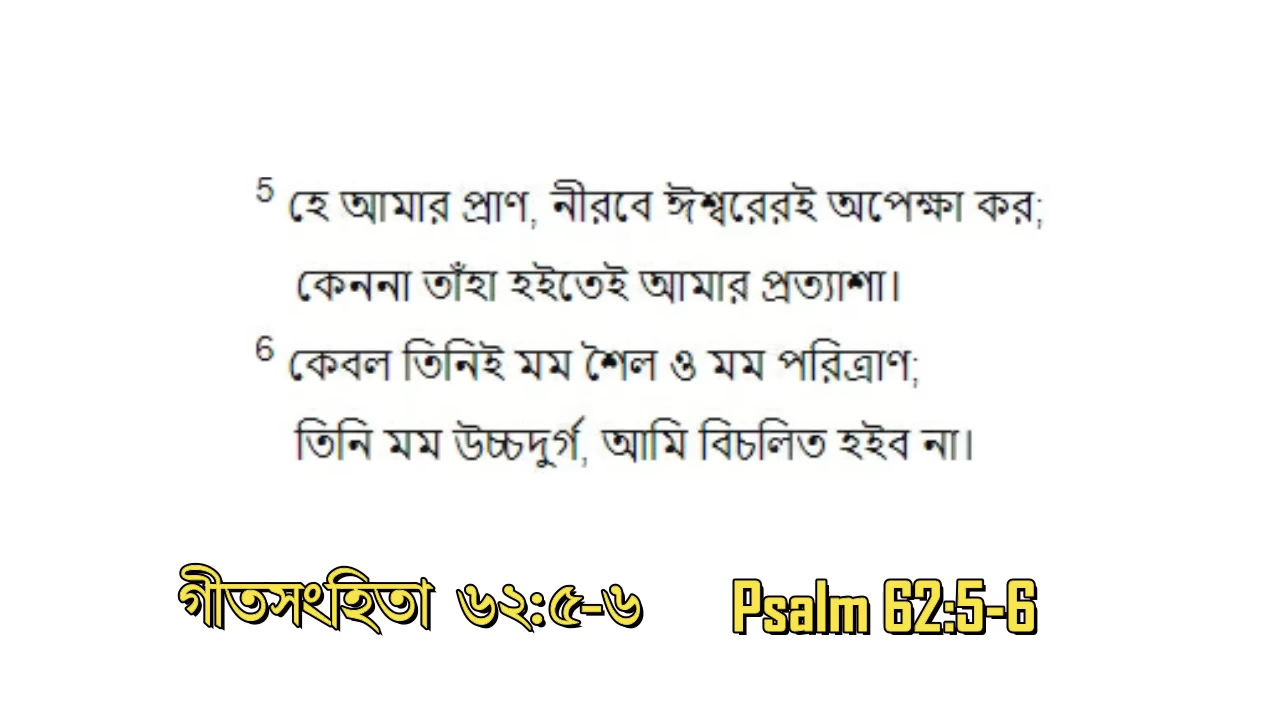 5 হে আমার প্রাণ, নীরবে ঈশ্বরেরই অপেক্ষা কর;
কেননা তাঁহা হইতেই আমার প্রত্যাশা।
6 কেবল তিনিই মম শৈল ও মম পরিত্রাণ;
তিনি মম উচ্চদুর্গ, আমি বিচলিত হইব না।
গীতসংহিতা ৬২:৫-৬ Psalm 62:5-6